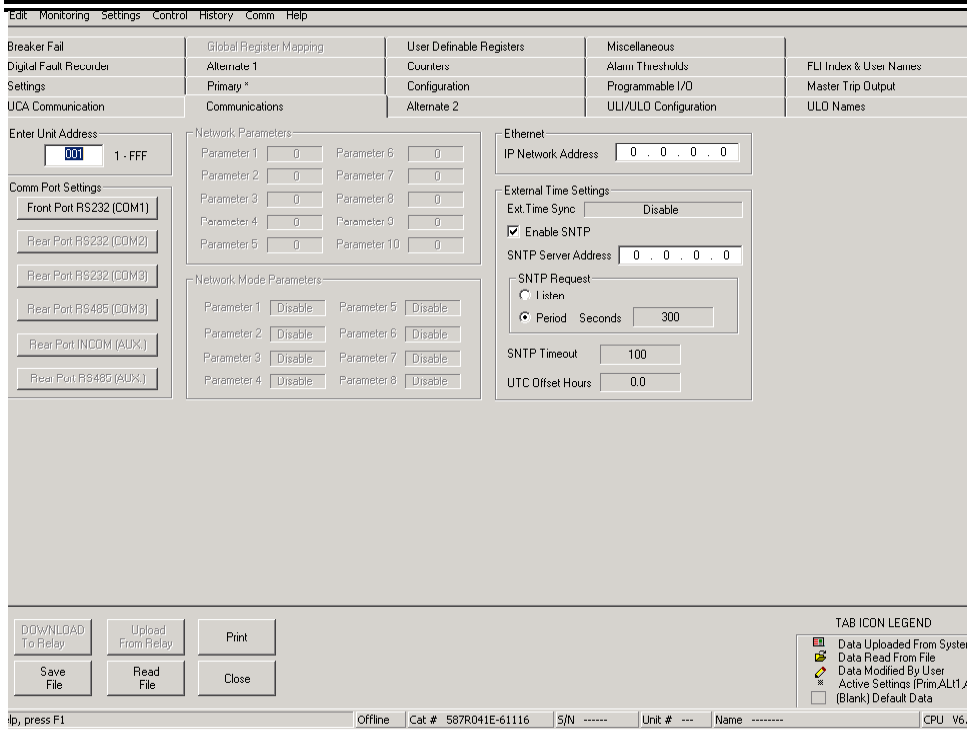 Edit Monitoring Settings Control History Comm Help
Breaker Fail Global Register Mapping User Definable Registers Miscellaneous
Digital Fault Recorder Alternate 1 Counters Alarm Thresholds FLI Index & User Names
Settings Primary * Configuration Programmable I/O Master Trip Output
UCA Communication Communications Alternate 2 ULI/ULO Configuration ULO Names
Enter Unit Address
001 1 - FFF
Comm Port Settings
Front Port RS232 (COM1)
Rear Port RS232 (COM2)
Rear Port RS232 (COM3)
Rear Port RS485 (COM3)
Rear Port INCOM (AUX.)
Rear Port RS485 (AUX.)
Network Parameters
Parameter 1 0 Parameter 6 0
Parameter 2 0 Parameter 7 0
Parameter 3 0 Parameter 8 0
Parameter 4 0 Parameter 9 0
Parameter 5 0 Parameter 10 0
Network Mode Parameters
Parameter 1 Disable Parameter 5 Disable
Parameter 2 Disable Parameter 6 Disable
Parameter 3 Disable Parameter 7 Disable
Parameter 4 Disable Parameter 8 Disable
Ethernet
IP Network Address 0 . 0 . 0 . 0
External Time Settings
Ext.Time Sync Disable
Enable SNTP
SNTP Server Address 0 . 0 . 0 . 0
SNTP Request
Listen
Period Seconds 300
SNTP Timeout 100
UTC Offset Hours 0.0
DOWNLOAD To Relay Upload From Relay Print
Save File Read File Close
TAB ICON LEGEND
Data Uploaded From System
Data Read From File
Data Modified By User
* Active Settings (Prim,ALt1,A
(Blank) Default Data
elp, press F1 Offline Cat # 587R041E-61116 S/N ------ Unit # --- Name -------- CPU V6.